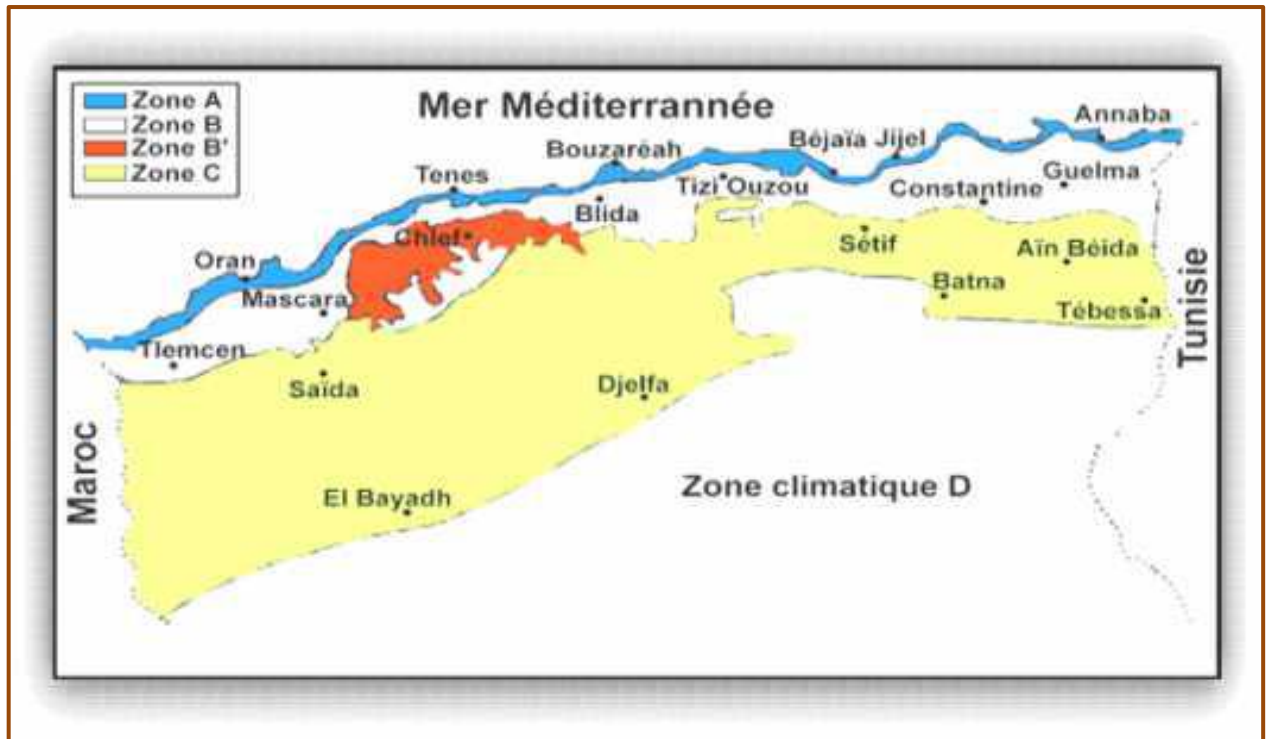 Zone A
Zone B
Zone B'
Zone C
Mer Méditerrannée
Annaba
Béjaïa Jijel
Bouzaréah
Guelma
Tenes
Tizi Ouzou
Constantine
Blida
Chlef
Sétif
Oran
Aïn Béida
Mascara
Batna
Tébessa
Tunisie
Tlemcen
Saïda
Djelfa
Maroc
El Bayadh
Zone climatique D